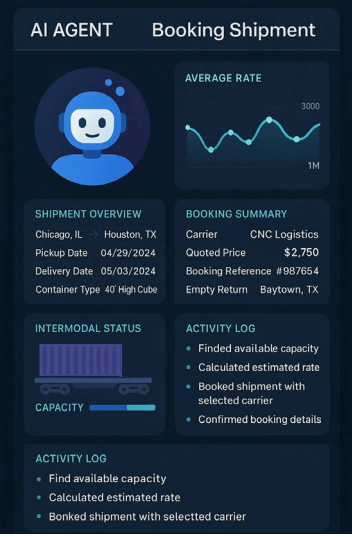 AI AGENT Booking Shipment
AVERAGE RATE
3000
1M
SHIPMENT OVERVIEW
Chicago, IL → Houston, TX
Pickup Date 04/29/2024
Delivery Date 05/03/2024
Container Type 40' High Cube
BOOKING SUMMARY
Carrier CNC Logistics
Quoted Price $2,750
Booking Reference #987654
Empty Return Baytown, TX
INTERMODAL STATUS
CAPACITY
ACTIVITY LOG
• Finded available kapacity
• Calculated estimated rate
• Booked shipment with
selected carrier
• Confirmed booking details
ACTIVITY LOG
• Find available capacity
• Calculated estimated rate
• Bonked shipment with selectted carrier